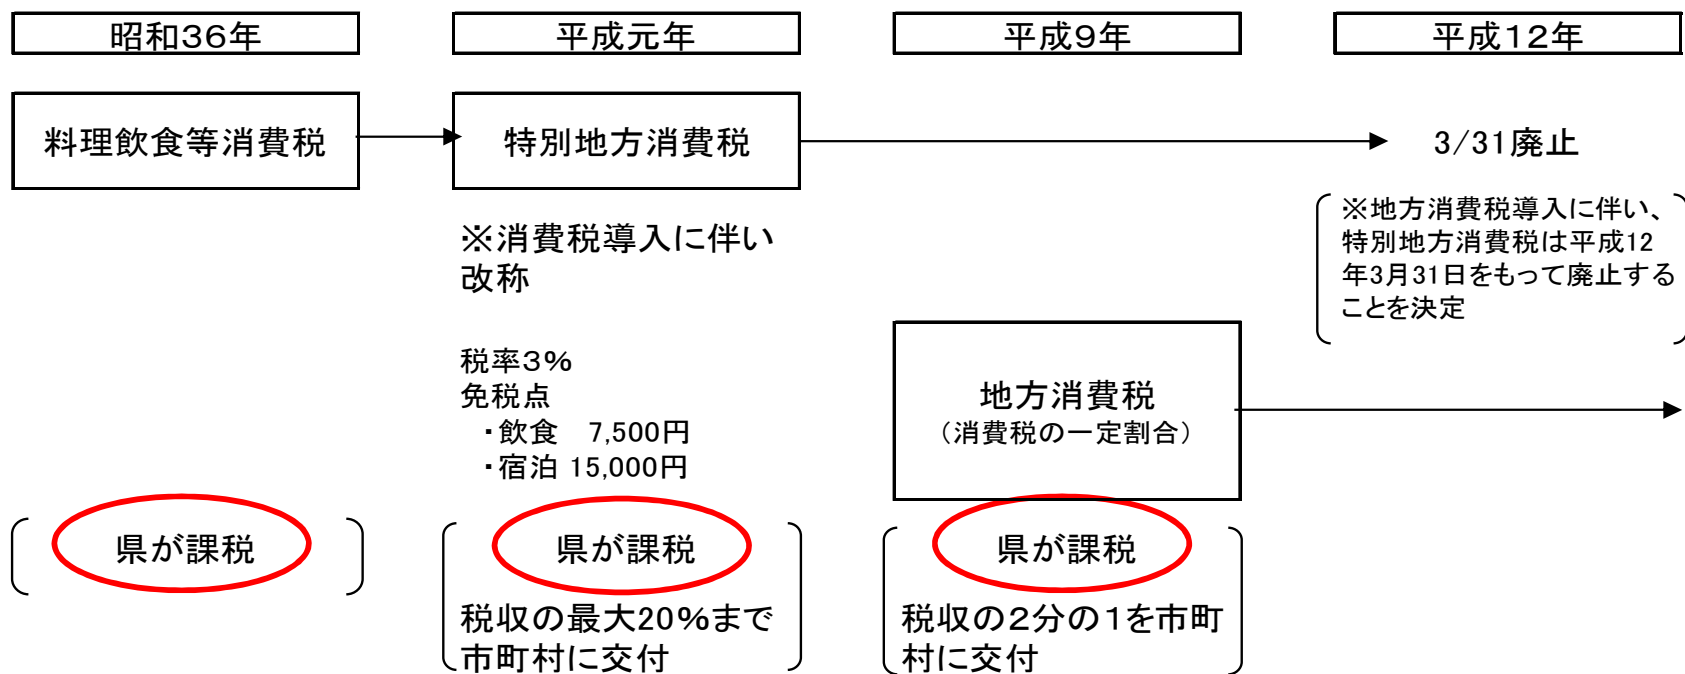 昭和36年
平成元年
平成9年
平成12年
料理飲食等消費税
特別地方消費税
3/31廃止
※消費税導入に伴い
改称
※地方消費税導入に伴い、
特別地方消費税は平成12
年3月31日をもって廃止する
ことを決定
税率3%
免税点
・飲食　7,500円
・宿泊 15,000円
地方消費税
（消費税の一定割合）
県が課税
県が課税
税収の最大20%まで
市町村に交付
県が課税
税収の2分の1を市町
村に交付